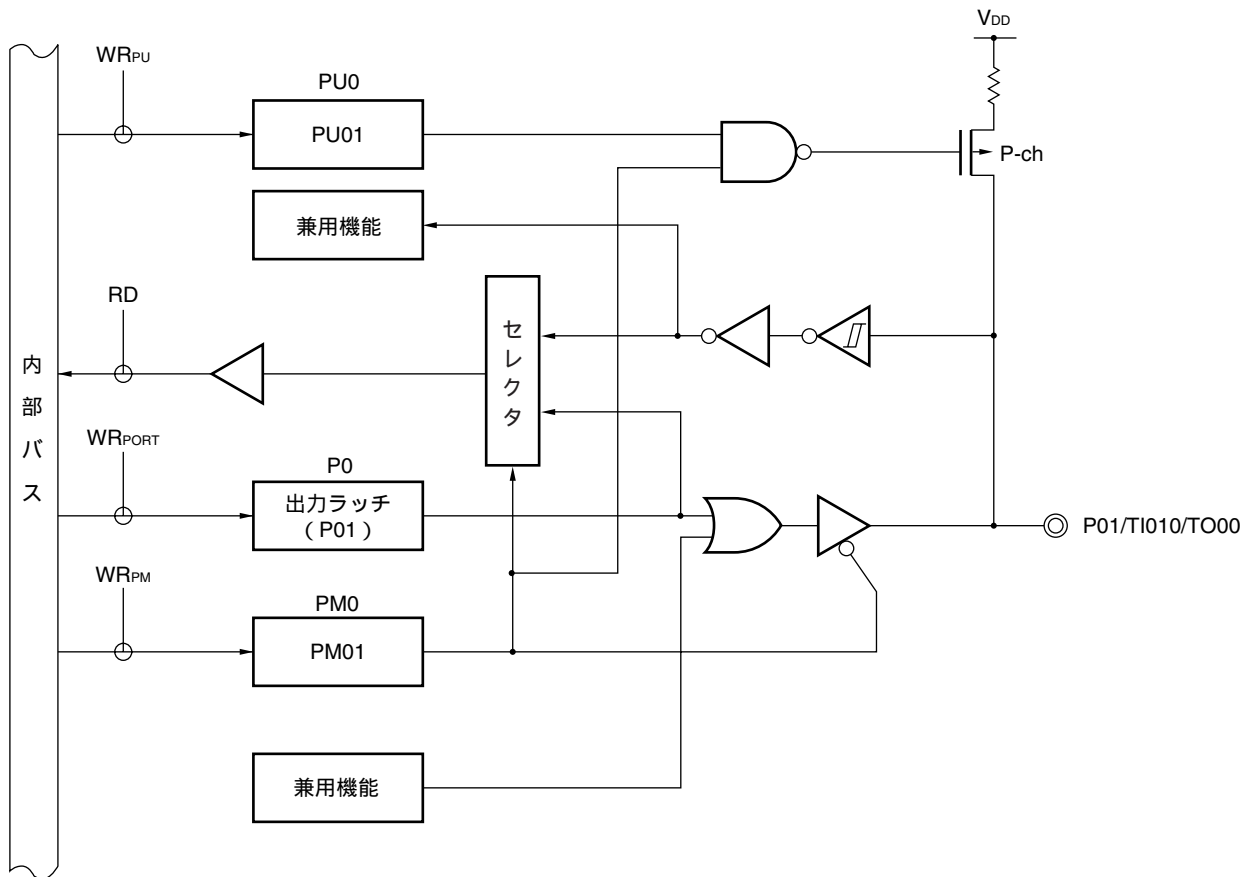 VDD
WRPU
PU0
PU01
P-ch
兼用機能
RD
セレクタ
内部バス
WRPORT
P0
出力ラッチ
(P01)
P01/TI010/TO00
WRPM
PM0
PM01
兼用機能